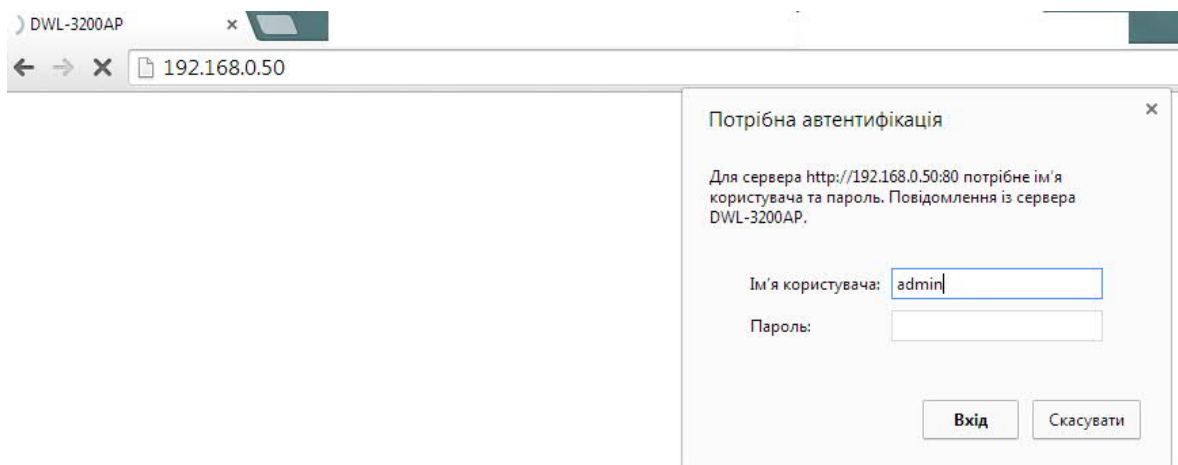 DWL-3200AP
192.168.0.50
Потрібна автентифікація
Для сервера http://192.168.0.50:80 потрібне ім'я
користувача та пароль. Повідомлення із сервера
DWL-3200AP.
Ім'я користувача: admin
Пароль:
Вхід Скасувати